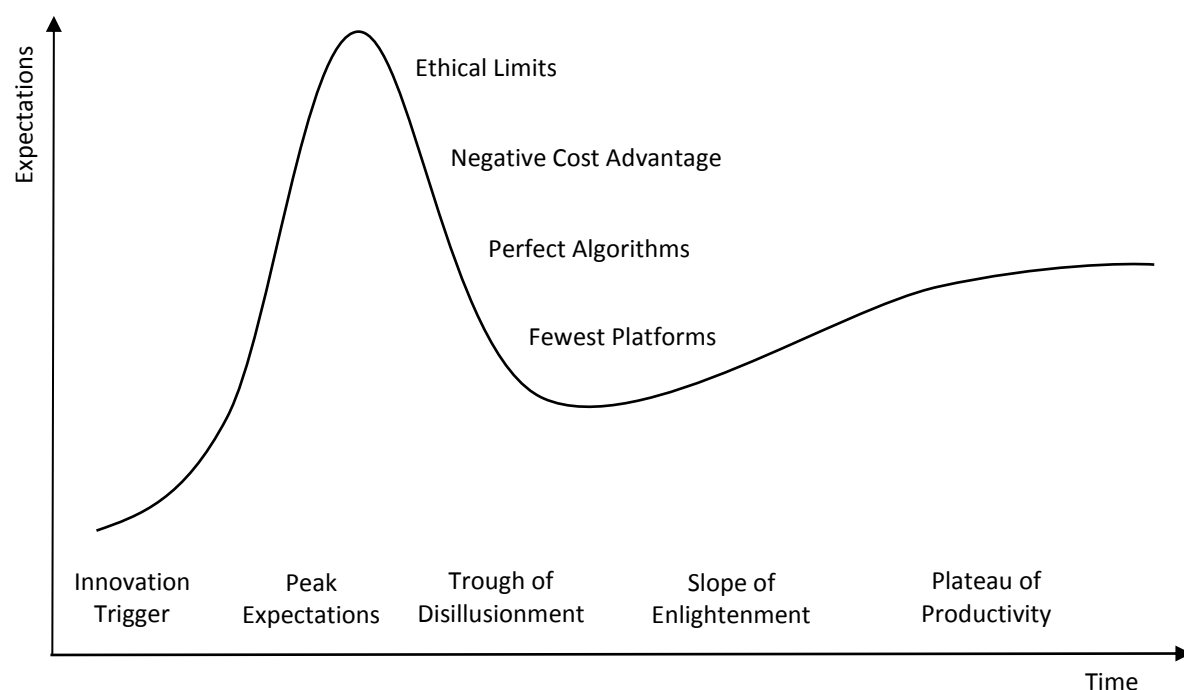 Expectations
Ethical Limits
Negative Cost Advantage
Perfect Algorithms
Fewest Platforms
Innovation
Trigger
Peak
Expectations
Trough of
Disillusionment
Slope of
Enlightenment
Plateau of
Productivity
Time